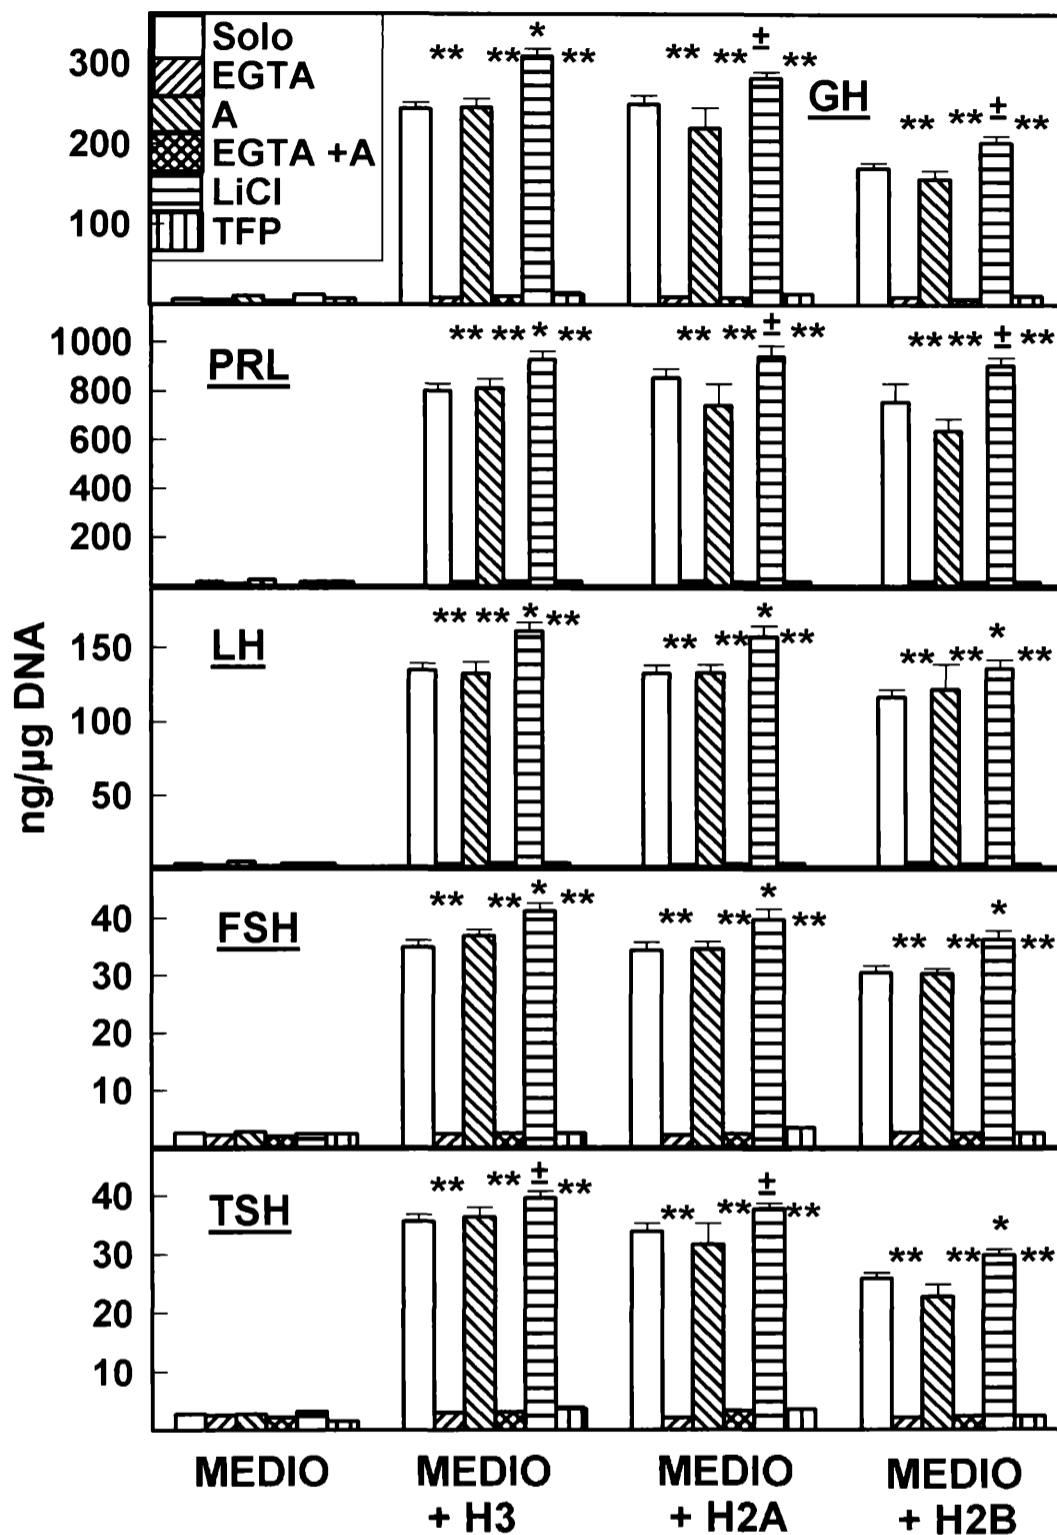 Solo
EGTA
A
EGTA +A
LiCl
TFP
300
200
100
** ** * **
** ** ± **
** ** ± **
GH
1000
800
600
400
200
PRL
** ** * **
** ** ± **
** ** ± **
150
100
50
LH
** ** * **
** ** * **
** ** * **
40
30
20
10
FSH
** ** * **
** ** * **
** ** * **
40
30
20
10
TSH
** ** ± **
** ** ± **
** ** * **
ng/µg DNA
MEDIO
MEDIO
+ H3
MEDIO
+ H2A
MEDIO
+ H2B